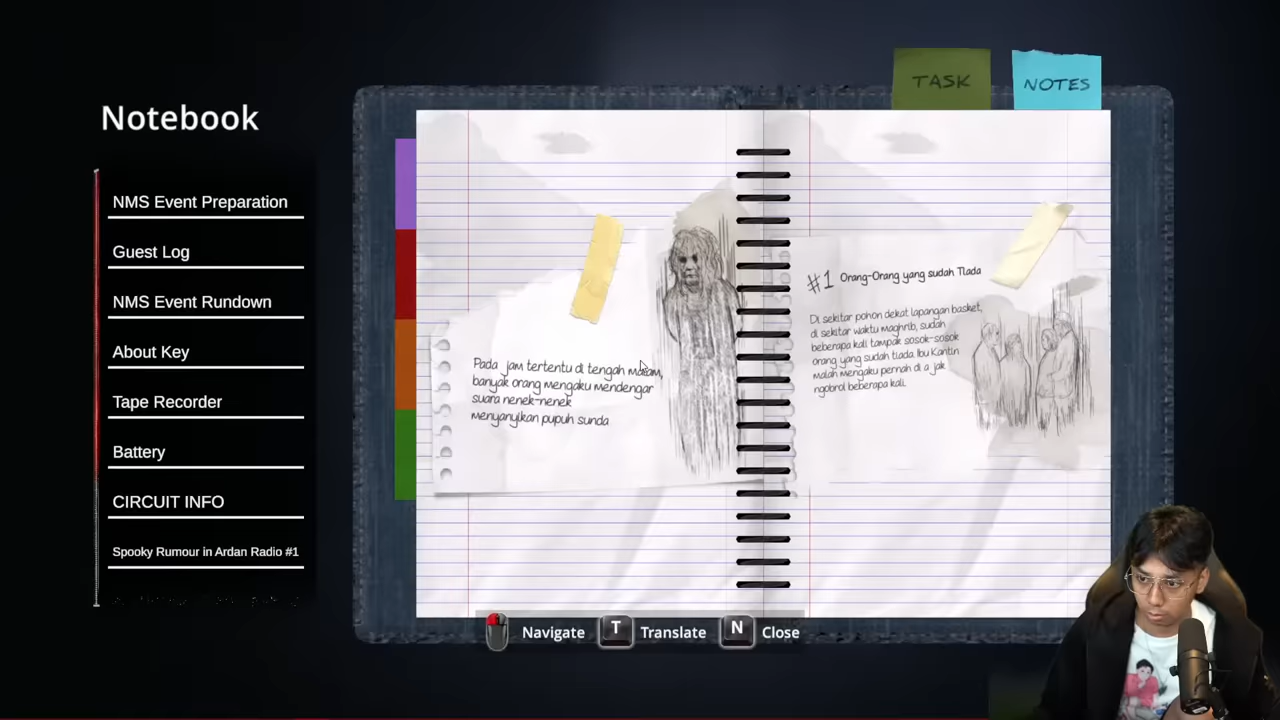 Notebook
NMS Event Preparation
Guest Log
NMS Event Rundown
About Key
Tape Recorder
Battery
CIRCUIT INFO
Spooky Rumour in Ardan Radio #1
TASK
NOTES
Pada jam tertentu di tengah malam,
banyak orang mengaku mendengar
suara nenek-nenek
menyanyikan pupuh sunda
#1 Orang-Orang yang sudah Tiada
Di sekitar pohon dekat lapangan basket,
di sekitar waktu maghrib, sudah
beberapa kali tampak sosok-sosok
orang yang sudah tiada. Ibu Kantin
malah mengaku pernah di a jak
ngobrol beberapa kali.
Navigate
T Translate
N Close